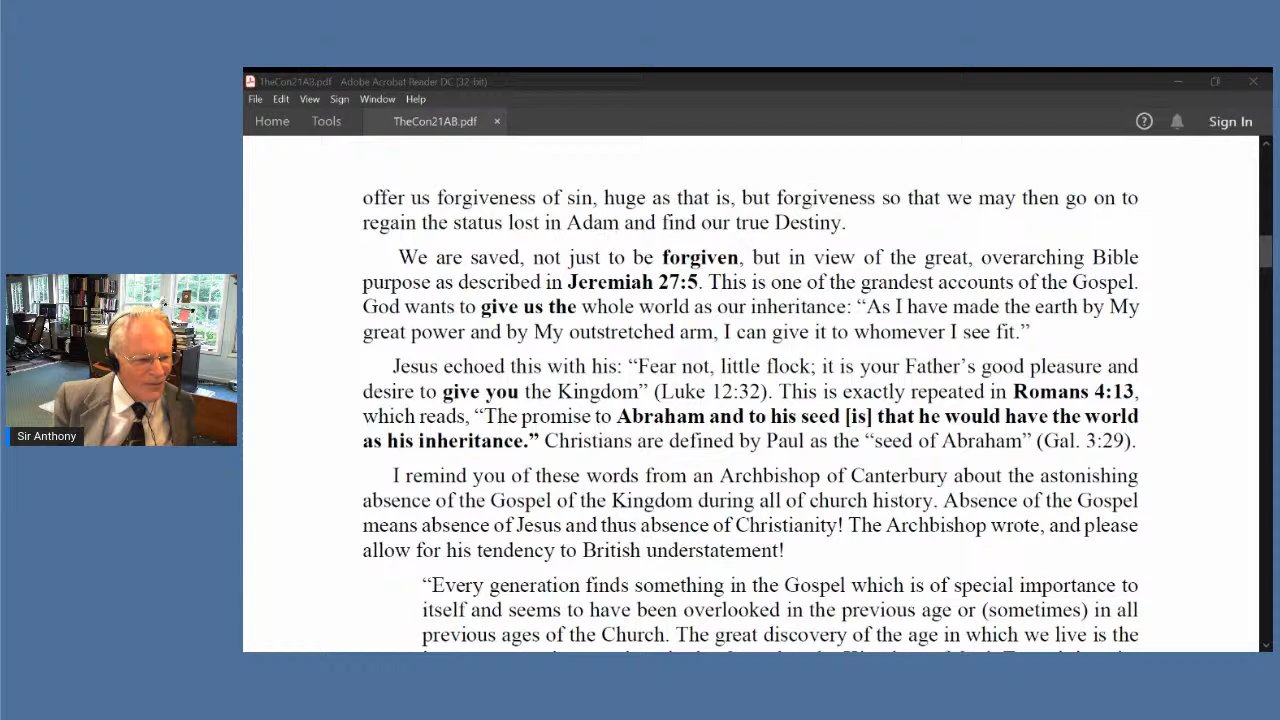 TheCon21AB.pdf - Adobe Acrobat Reader DC (32-bit)
File Edit View Sign Window Help
Home Tools TheCon21AB.pdf × ? Sign In
offer us forgiveness of sin, huge as that is, but forgiveness so that we may then go on to
regain the status lost in Adam and find our true Destiny.
We are saved, not just to be forgiven, but in view of the great, overarching Bible
purpose as described in Jeremiah 27:5. This is one of the grandest accounts of the Gospel.
God wants to give us the whole world as our inheritance: “As I have made the earth by My
great power and by My outstretched arm, I can give it to whomever I see fit.”
Jesus echoed this with his: “Fear not, little flock; it is your Father’s good pleasure and
desire to give you the Kingdom” (Luke 12:32). This is exactly repeated in Romans 4:13,
which reads, “The promise to Abraham and to his seed [is] that he would have the world
as his inheritance.” Christians are defined by Paul as the “seed of Abraham” (Gal. 3:29).
I remind you of these words from an Archbishop of Canterbury about the astonishing
absence of the Gospel of the Kingdom during all of church history. Absence of the Gospel
means absence of Jesus and thus absence of Christianity! The Archbishop wrote, and please
allow for his tendency to British understatement!
“Every generation finds something in the Gospel which is of special importance to
itself and seems to have been overlooked in the previous age or (sometimes) in all
previous ages of the Church. The great discovery of the age in which we live is the
Sir Anthony